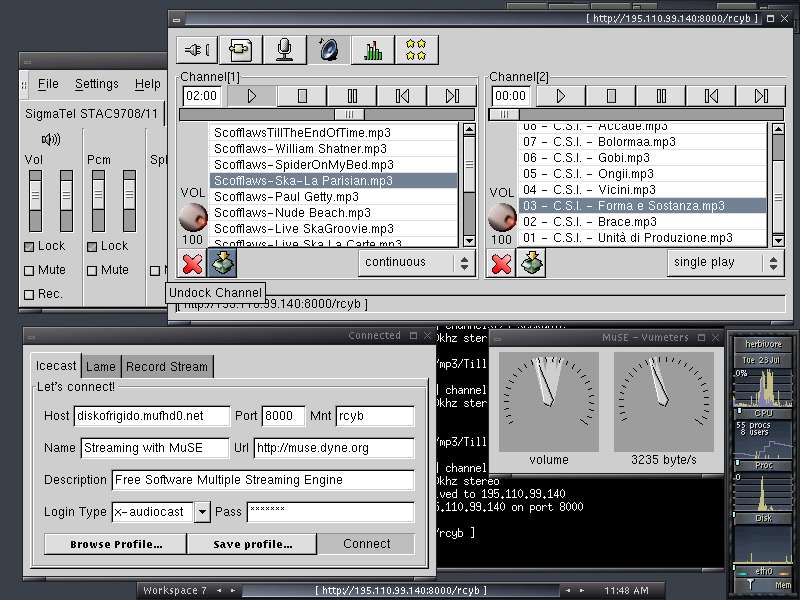 [ http://195.110.99.140:8000/rcyb ]
File Settings Help
SigmaTel STAC9708/11
Vol Pcm Spl
Lock Lock
Mute Mute
Rec.
Channel[1]
02:00
ScofflawsTillTheEndOfTime.mp3
Scofflaws-William Shatner.mp3
Scofflaws-SpiderOnMyBed.mp3
Scofflaws-Ska-La Parisian.mp3
Scofflaws-Paul Getty.mp3
Scofflaws-Nude Beach.mp3
Scofflaws-Live SkaGroovie.mp3
Scofflaws-Live Ska La Carte.mp3
VOL
100
continuous
Undock Channel
Channel[2]
00:00
08 - C.S.I. - Accade.mp3
07 - C.S.I. - Bolormaa.mp3
06 - C.S.I. - Gobi.mp3
05 - C.S.I. - Ongii.mp3
04 - C.S.I. - Vicini.mp3
03 - C.S.I. - Forma e Sostanza.mp3
02 - C.S.I. - Brace.mp3
01 - C.S.I. - Unità di Produzione.mp3
VOL
100
single play
[ http://195.110.99.140:8000/rcyb ]
Connected
Icecast Lame Record Stream
Let's connect!
Host diskofrigido.mufhd0.net Port 8000 Mnt rcyb
Name Streaming with MuSE Url http://muse.dyne.org
Description Free Software Multiple Streaming Engine
Login Type x-audiocast Pass *******
Browse Profile... Save profile... Connect
khz ster
mp3/Till
channel
khz ster
mp3/Till
channel
khz stereo
ved to 195.110.99.140
.110.99.140 on port 8000
rcyb ]
MuSE - Vumeters
volume
3235 byte/s
herbivore
Tue 23 Jul
0%
CPU
55 procs
8 users
Proc
0
Disk
eth0
Mem
Workspace 7
[ http://195.110.99.140:8000/rcyb ]
11:48 AM